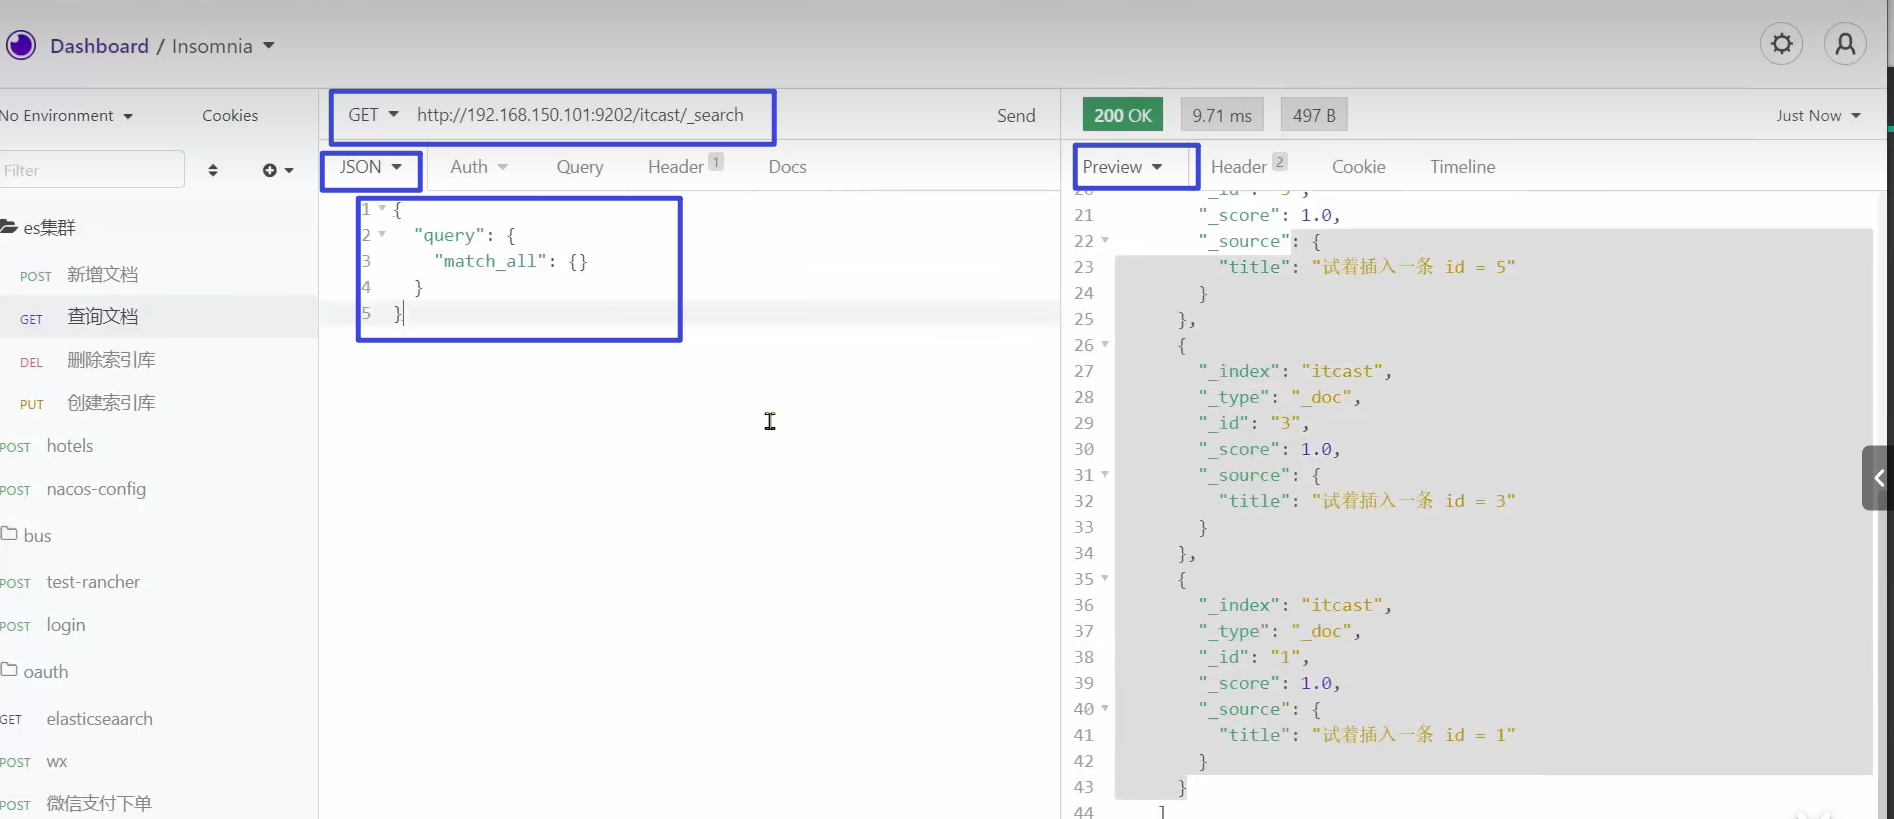 Dashboard / Insomnia
No Environment
Cookies
Filter
es集群
POST 新增文档
GET 查询文档
DEL 删除索引库
PUT 创建索引库
POST hotels
POST nacos-config
bus
POST test-rancher
POST login
oauth
GET elasticseaarch
POST wx
POST 微信支付下单
GET http://192.168.150.101:9202/itcast/_search
Send
JSON Auth Query Header 1 Docs
1 {
2 "query": {
3 "match_all": {}
4 }
5 }
200 OK 9.71 ms 497 B Just Now
Preview Header 2 Cookie Timeline
21 "_score": 1.0,
22 "_source": {
23 "title": "试着插入一条 id = 5"
24 }
25 },
26 {
27 "_index": "itcast",
28 "_type": "_doc",
29 "_id": "3",
30 "_score": 1.0,
31 "_source": {
32 "title": "试着插入一条 id = 3"
33 }
34 },
35 {
36 "_index": "itcast",
37 "_type": "_doc",
38 "_id": "1",
39 "_score": 1.0,
40 "_source": {
41 "title": "试着插入一条 id = 1"
42 }
43 }
44 ]